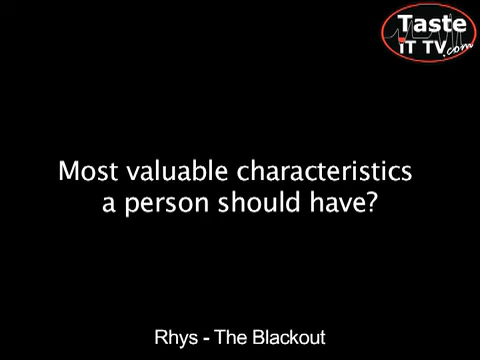 Taste
iT TV.com
Most valuable characteristics
a person should have?
Rhys - The Blackout